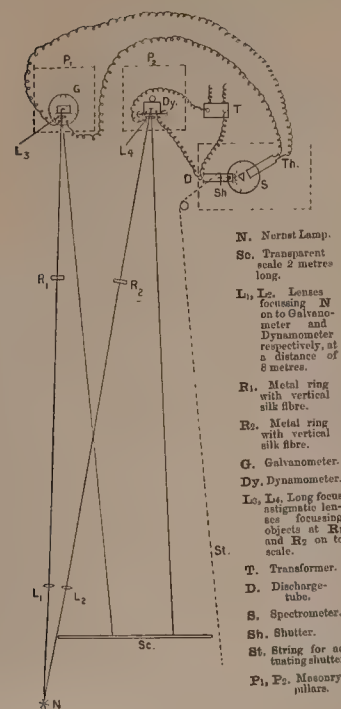 P₁
P₂
G
Dy.
T
L₃
L₄
D
Sh
S
Th.
R₁
R₂
St.
L₁
L₂
Sc.
N
N. Nernst Lamp.
Sc. Transparent
scale 2 metres
long.
L₁, L₂. Lenses
focussing N
on to Galvano-
meter and
Dynamometer
respectively, at
a distance of
8 metres.
R₁. Metal ring
with vertical
silk fibre.
R₂. Metal ring
with vertical
silk fibre.
G. Galvanometer.
Dy. Dynamometer.
L₃, L₄. Long focus
astigmatic len-
ses focussing
objects at R₁
and R₂ on to
scale.
T. Transformer.
D. Discharge-
tube.
S. Spectrometer.
Sh. Shutter.
St. String for ac
tuating shutter
P₁, P₂. Masonry
pillars.